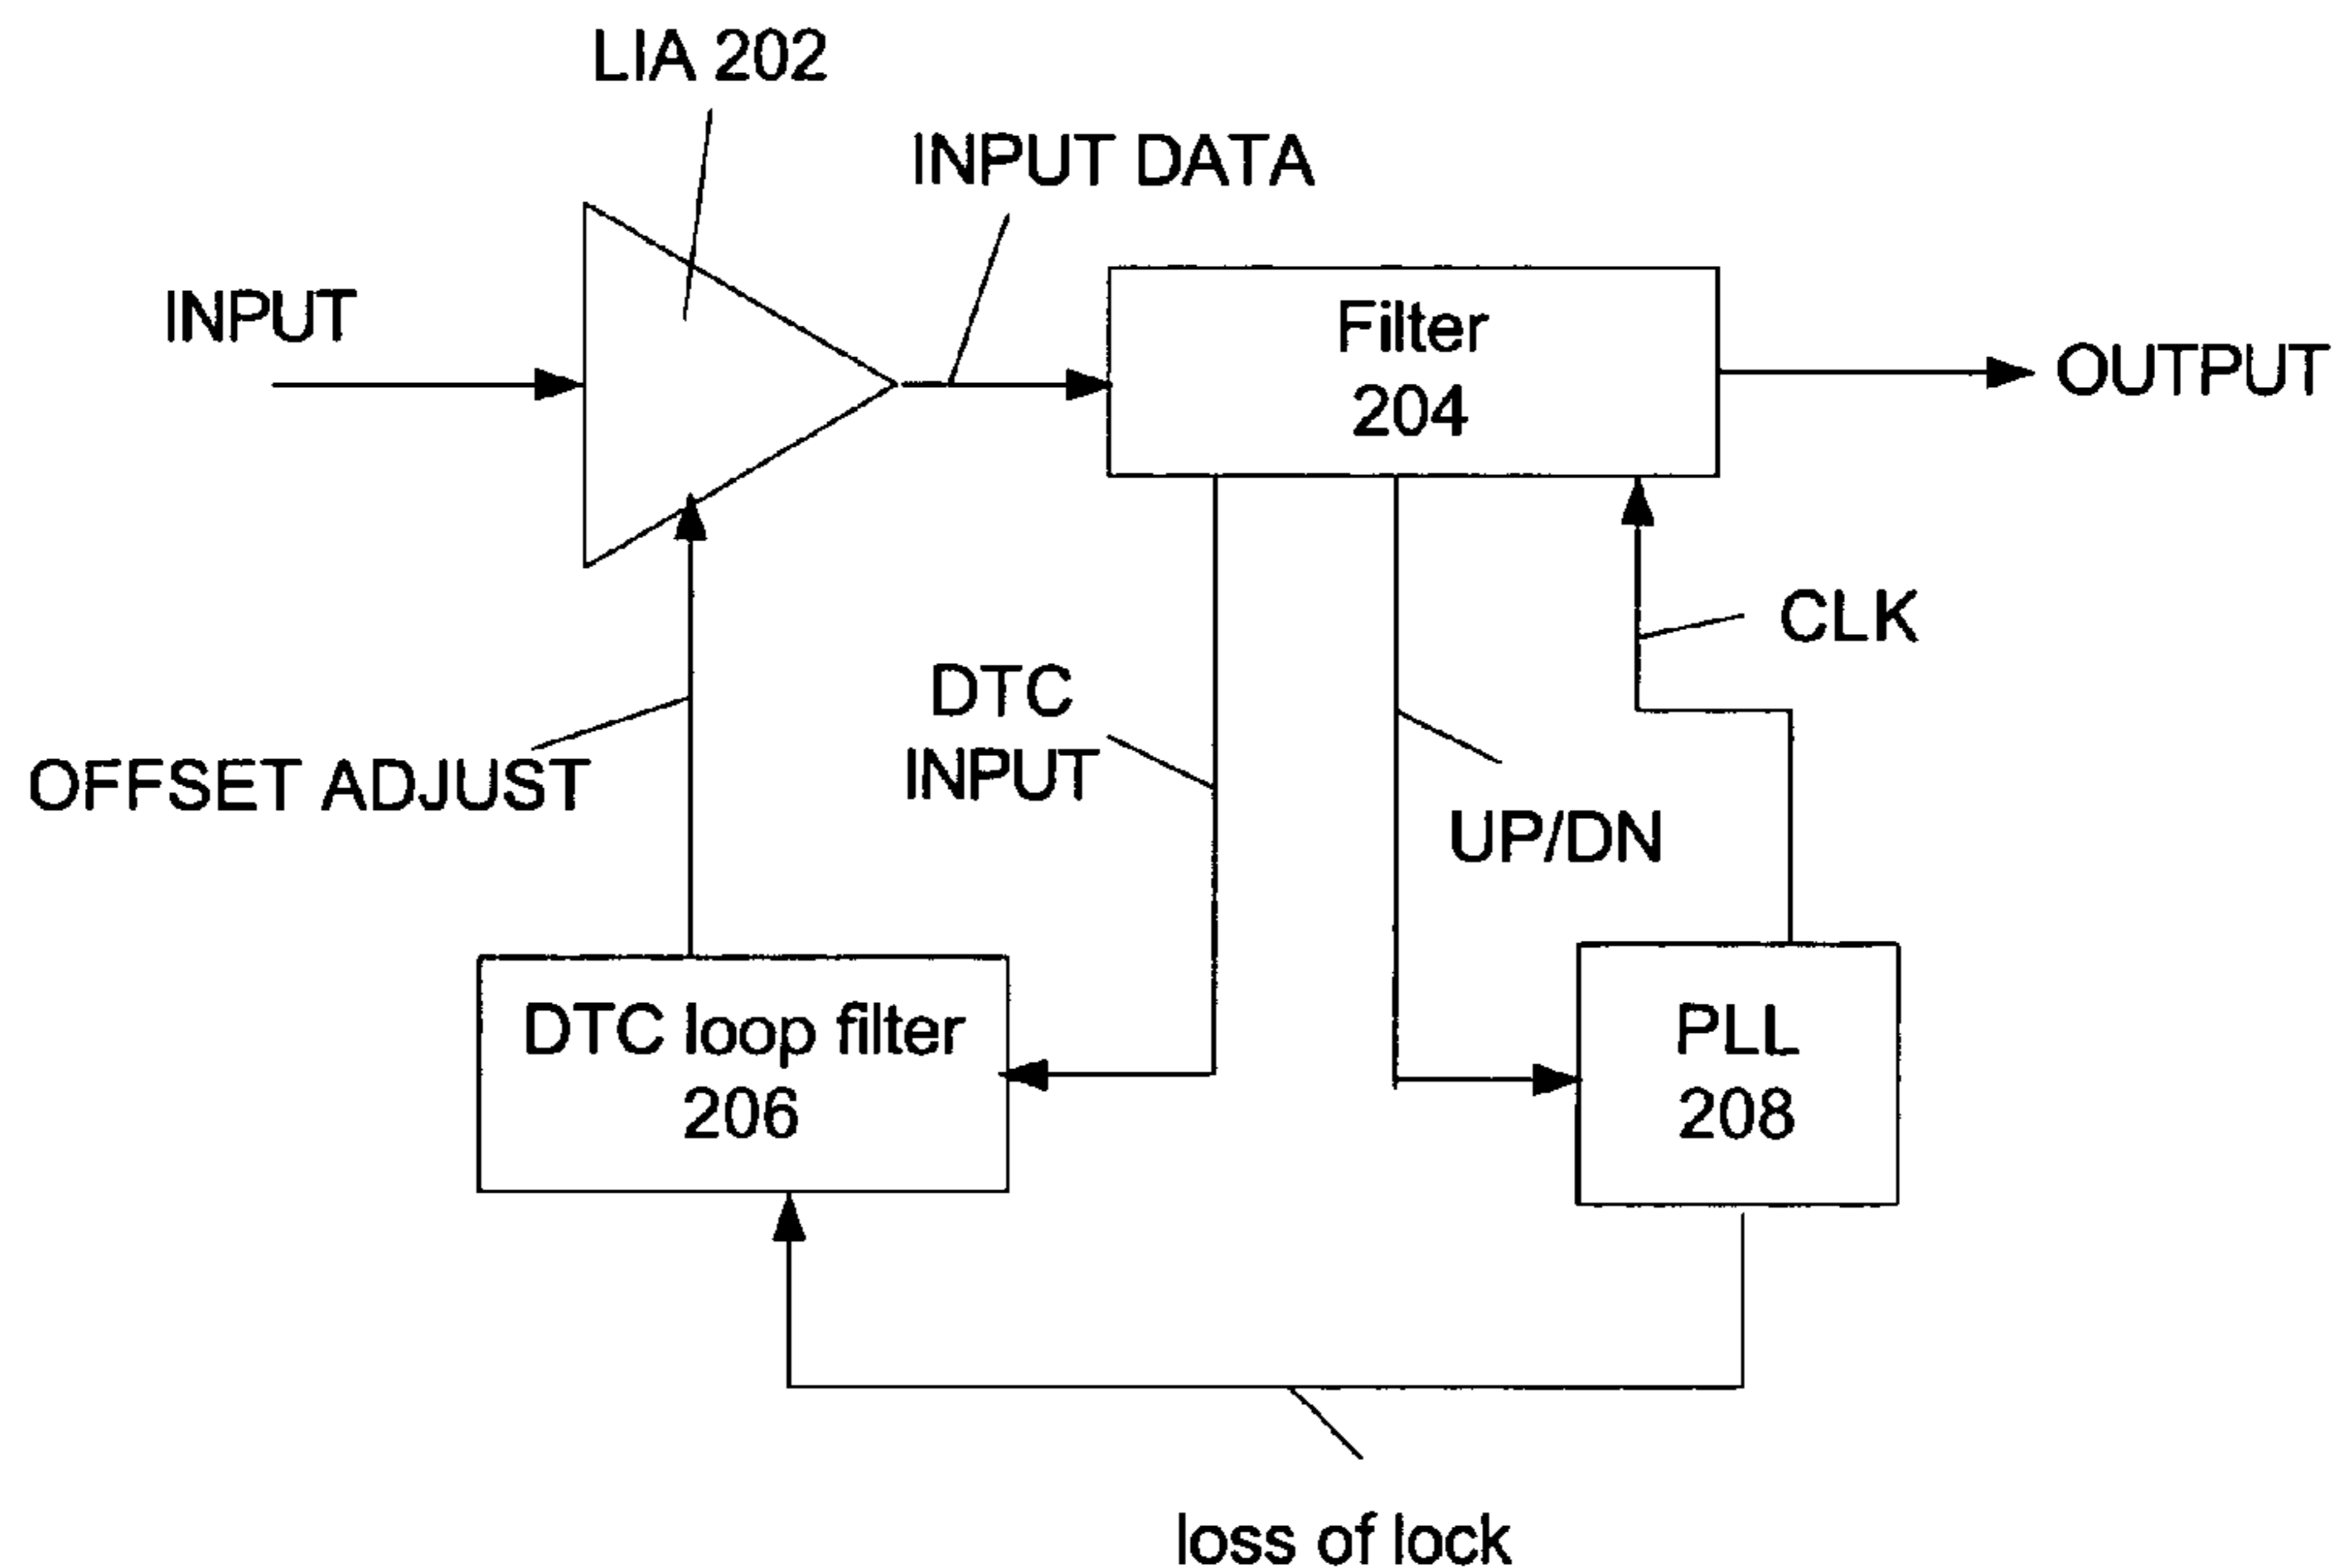 LIA 202
INPUT DATA
INPUT
Filter
204
OUTPUT
CLK
DTC
INPUT
OFFSET ADJUST
UP/DN
DTC loop filter
206
PLL
208
loss of lock